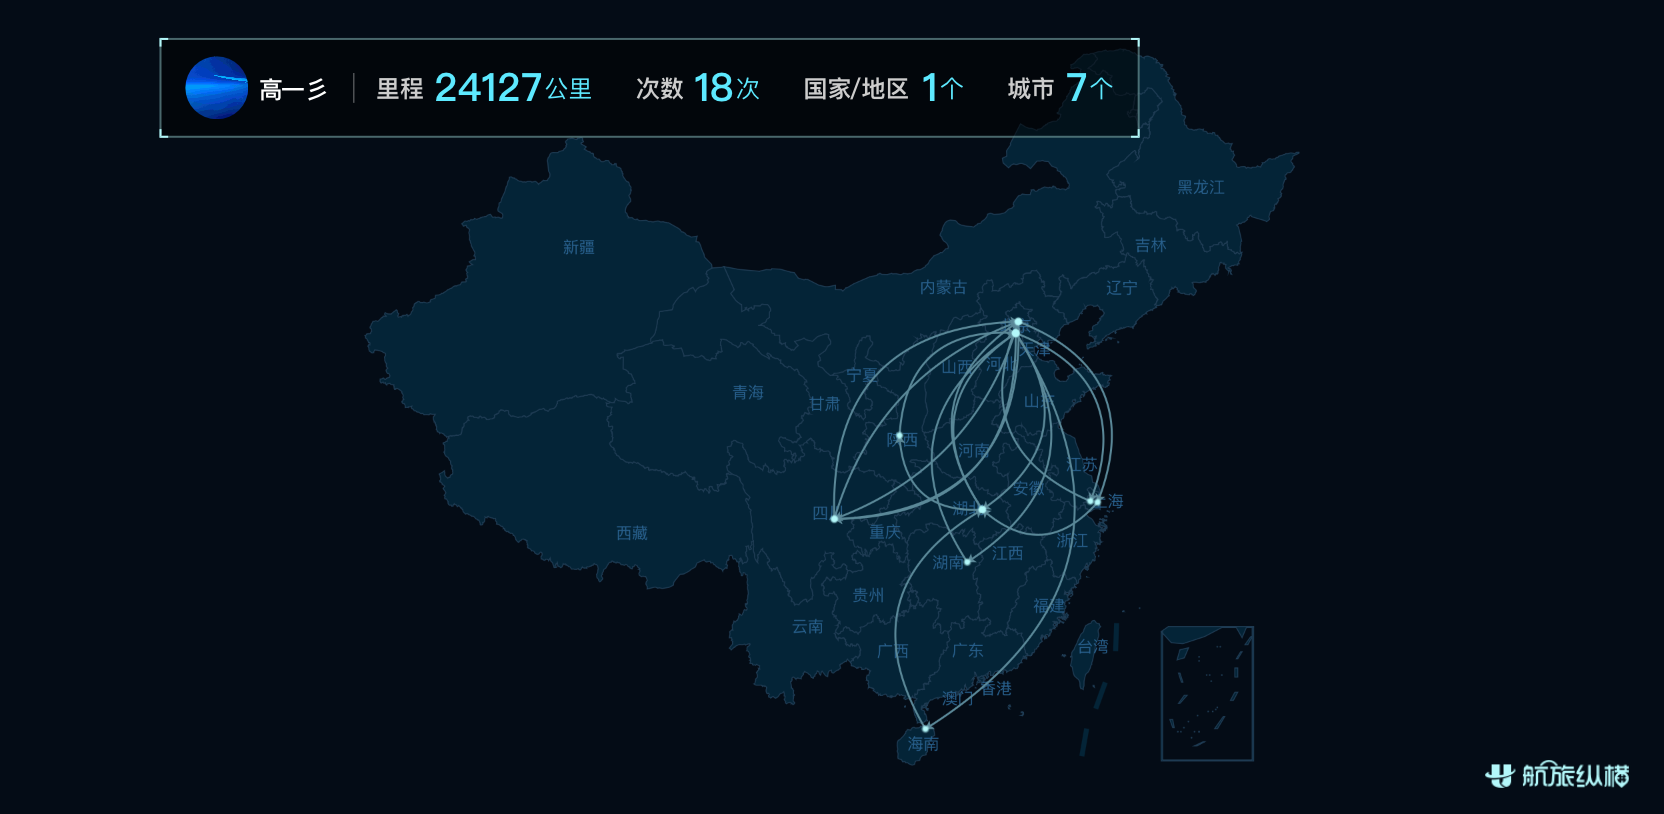 高一彡 里程 24127公里 次数 18次 国家/地区 1个 城市 7个
黑龙江
吉林
新疆
内蒙古
辽宁
天津
山西
河北
宁夏
青海
甘肃
山东
陕西
河南
江苏
安徽
海
湖北
四川
重庆
西藏
浙江
江西
湖南
贵州
福建
云南
广西
广东
台湾
香港
澳门
海南
航旅纵横